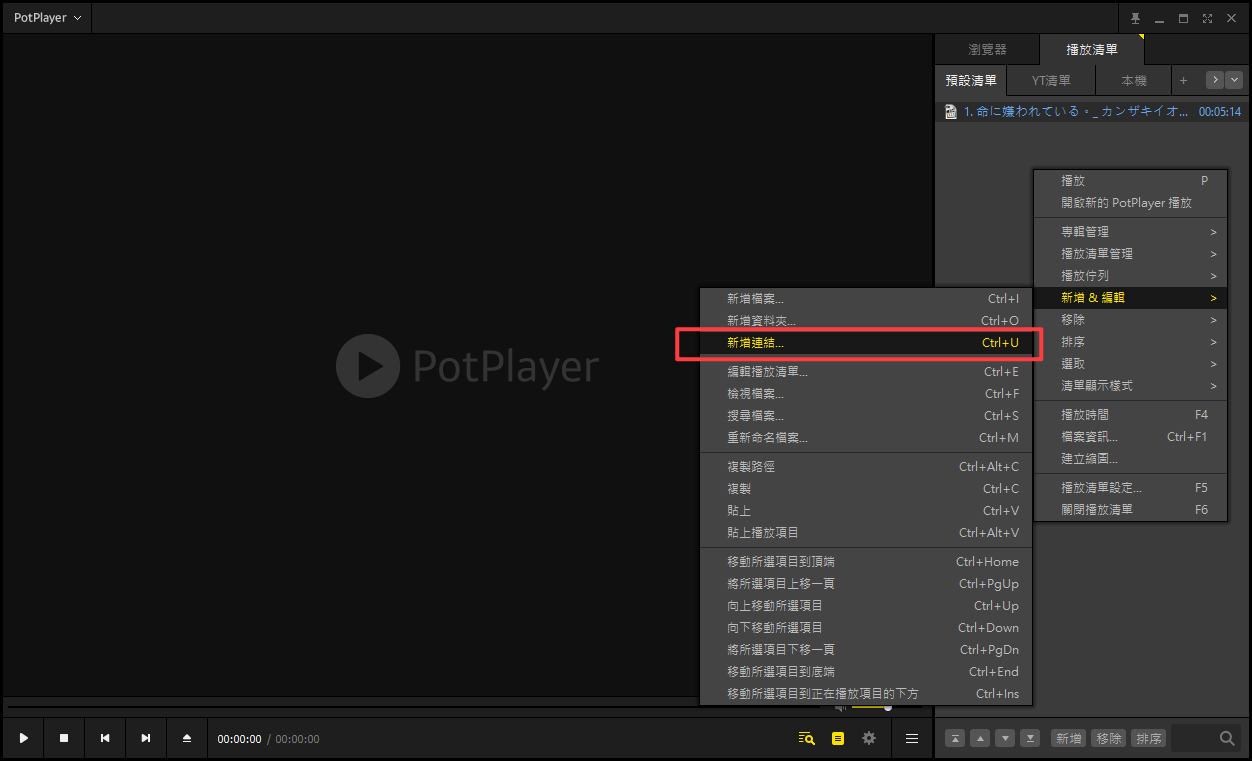 PotPlayer
瀏覽器 播放清單
預設清單 YT清單 本機 +
1. 命に嫌われている。_ カンザキイオ... 00:05:14
播放 P
開啟新的 PotPlayer 播放
專輯管理 >
播放清單管理 >
播放佇列 >
新增 & 編輯 >
移除 >
排序 >
選取 >
清單顯示樣式 >
播放時間 F4
檔案資訊... Ctrl+F1
建立縮圖...
播放清單設定... F5
關閉播放清單 F6
新增檔案... Ctrl+I
新增資料夾... Ctrl+O
新增連結... Ctrl+U
編輯播放清單... Ctrl+E
檢視檔案... Ctrl+F
搜尋檔案... Ctrl+S
重新命名檔案... Ctrl+M
複製路徑 Ctrl+Alt+C
複製 Ctrl+C
貼上 Ctrl+V
貼上播放項目 Ctrl+Alt+V
移動所選項目到頂端 Ctrl+Home
將所選項目上移一頁 Ctrl+PgUp
向上移動所選項目 Ctrl+Up
向下移動所選項目 Ctrl+Down
將所選項目下移一頁 Ctrl+PgDn
移動所選項目到底端 Ctrl+End
移動所選項目到正在播放項目的下方 Ctrl+Ins
PotPlayer
00:00:00 / 00:00:00
新增 移除 排序